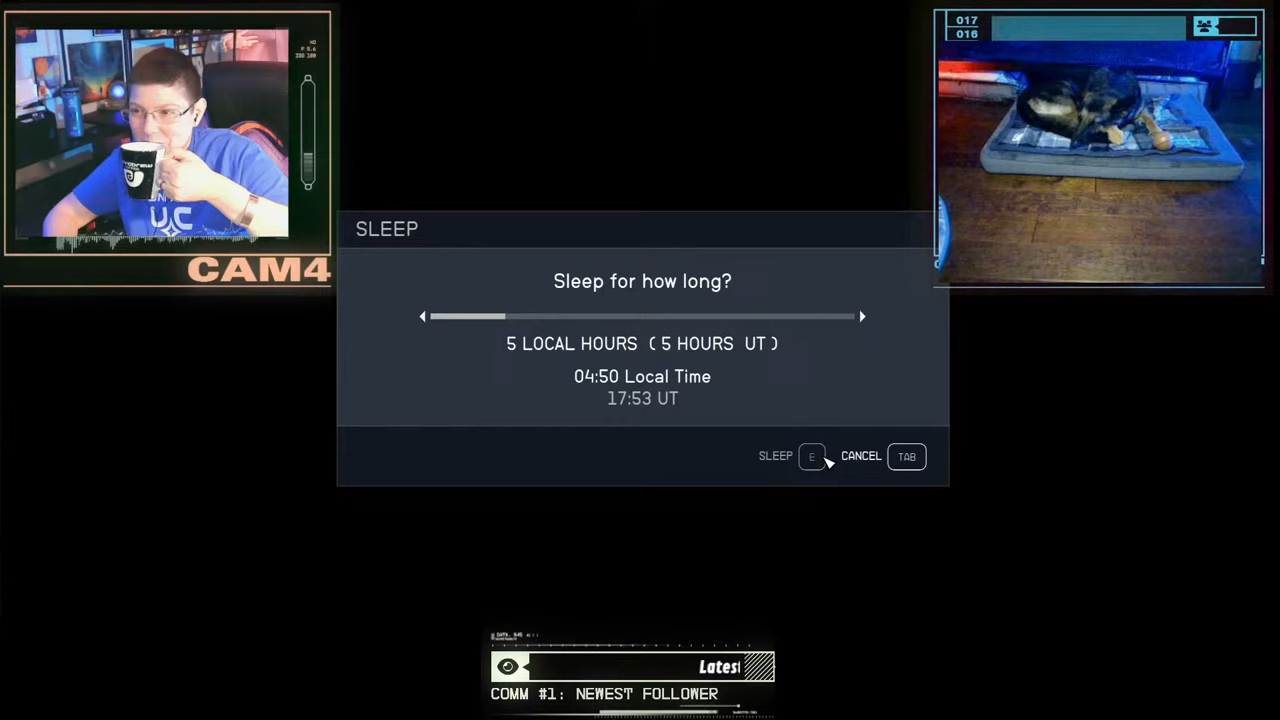 017
016
UC
CAM4
SLEEP
Sleep for how long?
5 LOCAL HOURS ( 5 HOURS UT )
04:50 Local Time
17:53 UT
SLEEP E CANCEL TAB
Latest
COMM #1: NEWEST FOLLOWER